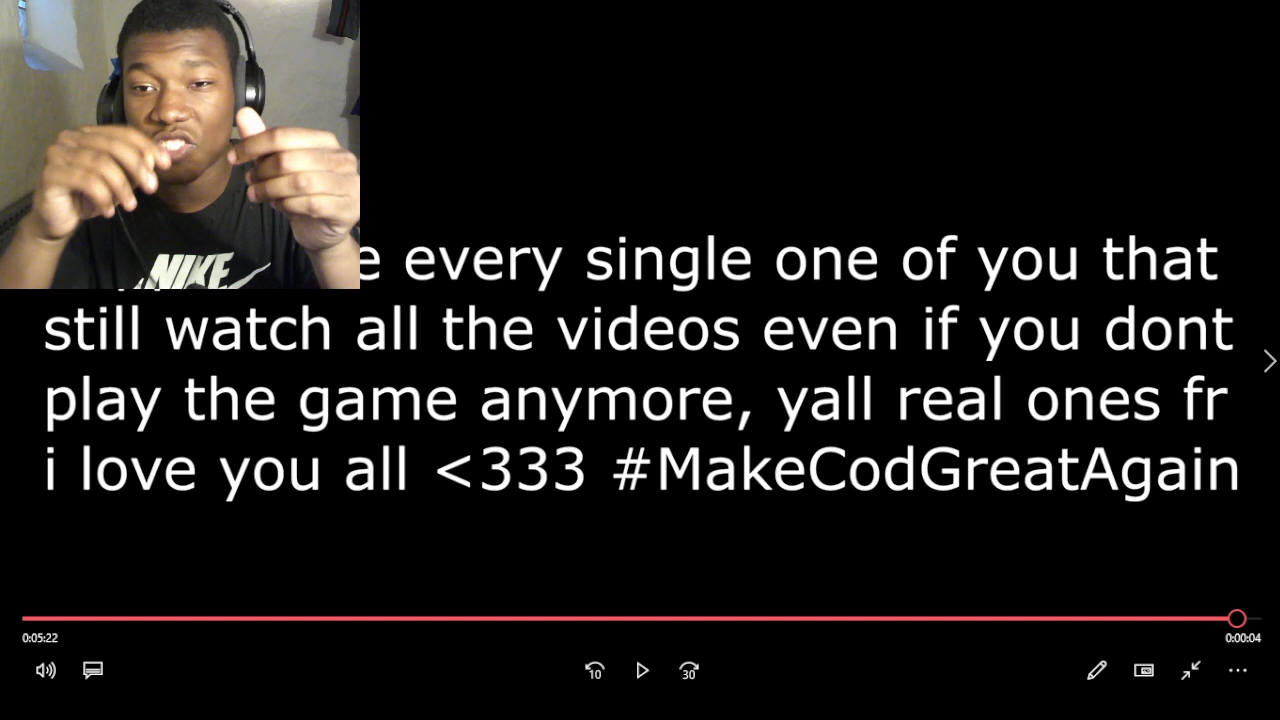 NIKE
e every single one of you that
still watch all the videos even if you dont
play the game anymore, yall real ones fr
i love you all <333 #MakeCodGreatAgain
0:05:22
0:00:04
10
30